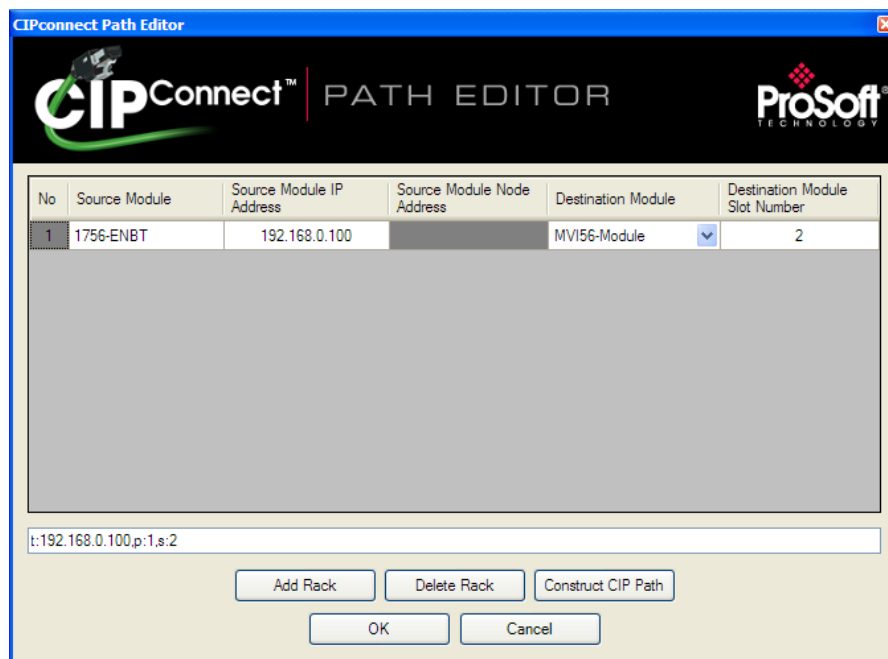 CIPconnect Path Editor
CIPConnect™ PATH EDITOR
ProSoft®
TECHNOLOGY
No Source Module Source Module IP Address Source Module Node Address Destination Module Destination Module Slot Number
1 1756-ENBT 192.168.0.100 MVI56-Module 2
t:192.168.0.100,p:1,s:2
Add Rack Delete Rack Construct CIP Path
OK Cancel